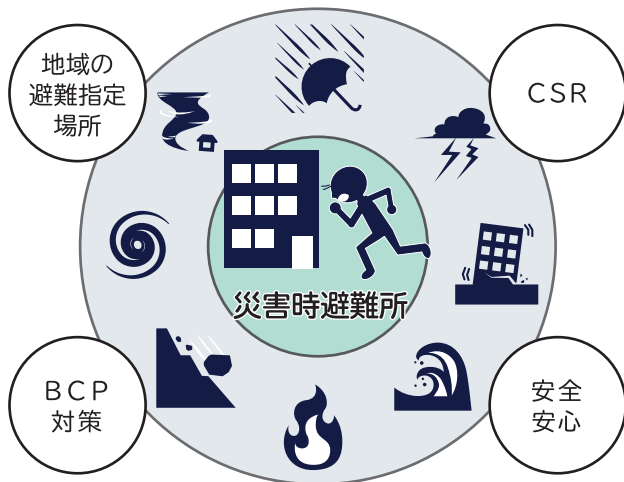 地域の
避難指定
場所
CSR
災害時避難所
BCP
対策
安全
安心